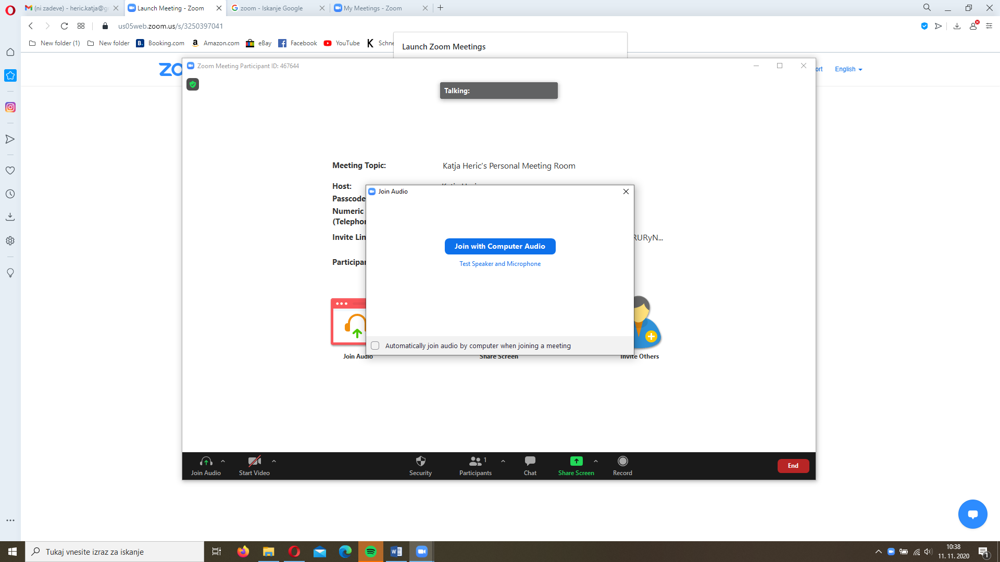 (ni zadeve) - heric.katja@g
Launch Meeting - Zoom
zoom - Iskanje Google
My Meetings - Zoom
us05web.zoom.us/s/3250397041
New folder (1)
New folder
Booking.com
Amazon.com
eBay
Facebook
YouTube
Schne
Launch Zoom Meetings
zo
ort
English
Zoom Meeting Participant ID: 467644
Talking:
Meeting Topic:
Katja Heric's Personal Meeting Room
Host:
Passcode
Numeric
(Telephon
Invite Lin
RURyN...
Participan
Join Audio
Join with Computer Audio
Test Speaker and Microphone
Automatically join audio by computer when joining a meeting
Join Audio
Share Screen
Invite Others
Join Audio
Start Video
Security
1
Participants
Chat
Share Screen
Record
End
Tukaj vnesite izraz za iskanje
10:38
11. 11. 2020
1